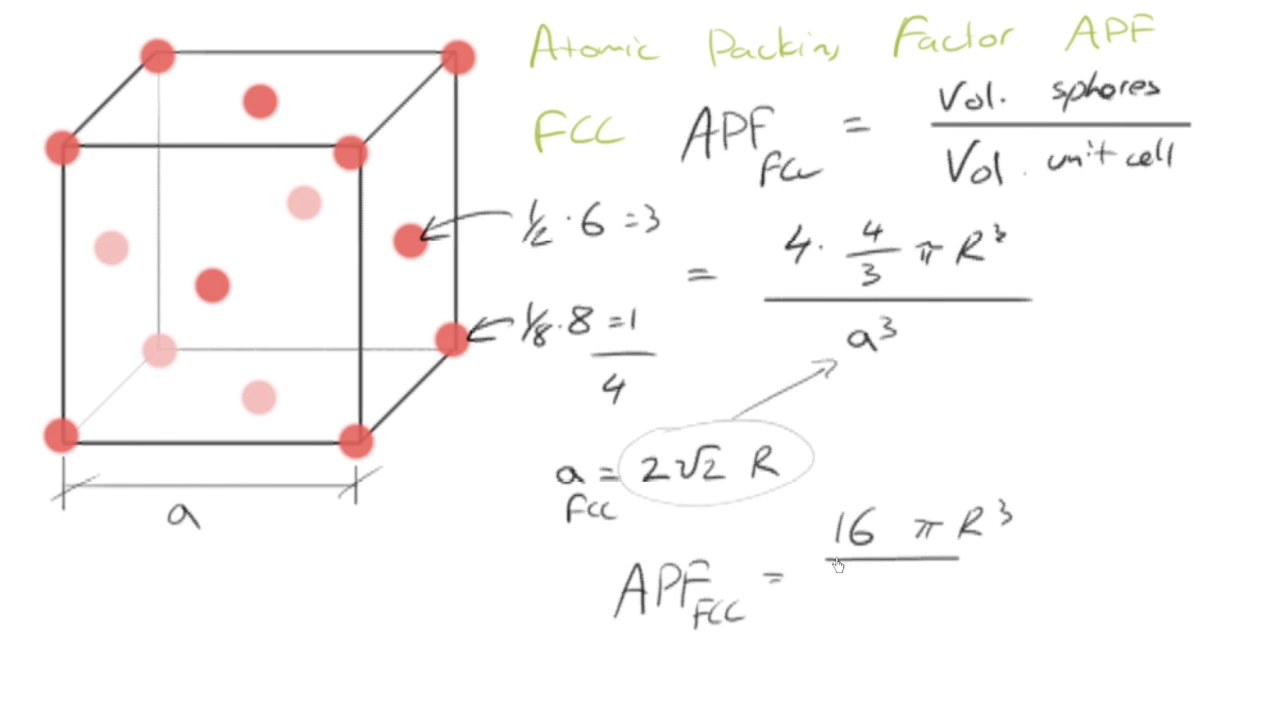 Atomic Packing Factor APF
FCC APF_FCC = Vol. spheres / Vol. unit cell
1/2 · 6 = 3
= 4 · 4/3 π R³ / a³
1/8 · 8 = 1
4
a_FCC = 2√2 R
APF_FCC = 16 π R³
a